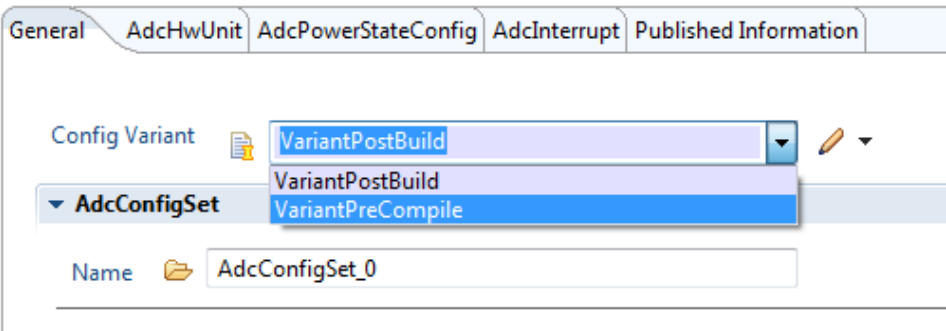 General AdcHwUnit AdcPowerStateConfig AdcInterrupt Published Information
Config Variant VariantPostBuild
VariantPostBuild
VariantPreCompile
AdcConfigSet
Name AdcConfigSet_0